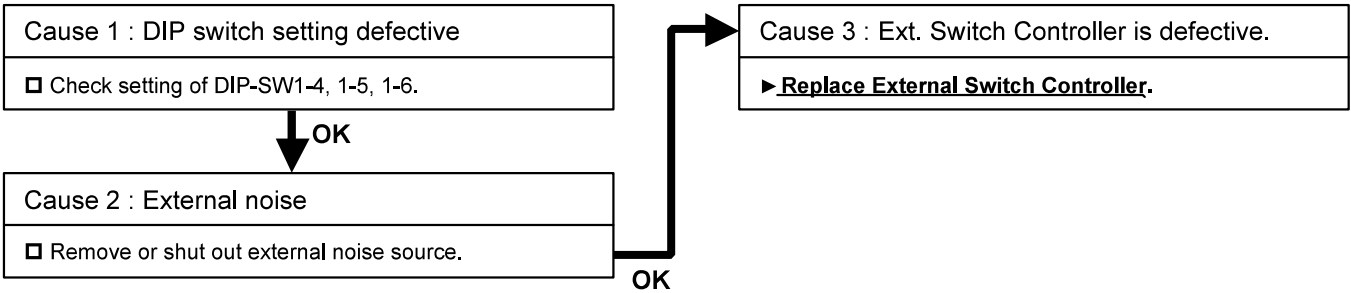 Cause 1 : DIP switch setting defective
Check setting of DIP-SW1-4, 1-5, 1-6.
OK
Cause 2 : External noise
Remove or shut out external noise source.
OK
Cause 3 : Ext. Switch Controller is defective.
►Replace External Switch Controller.